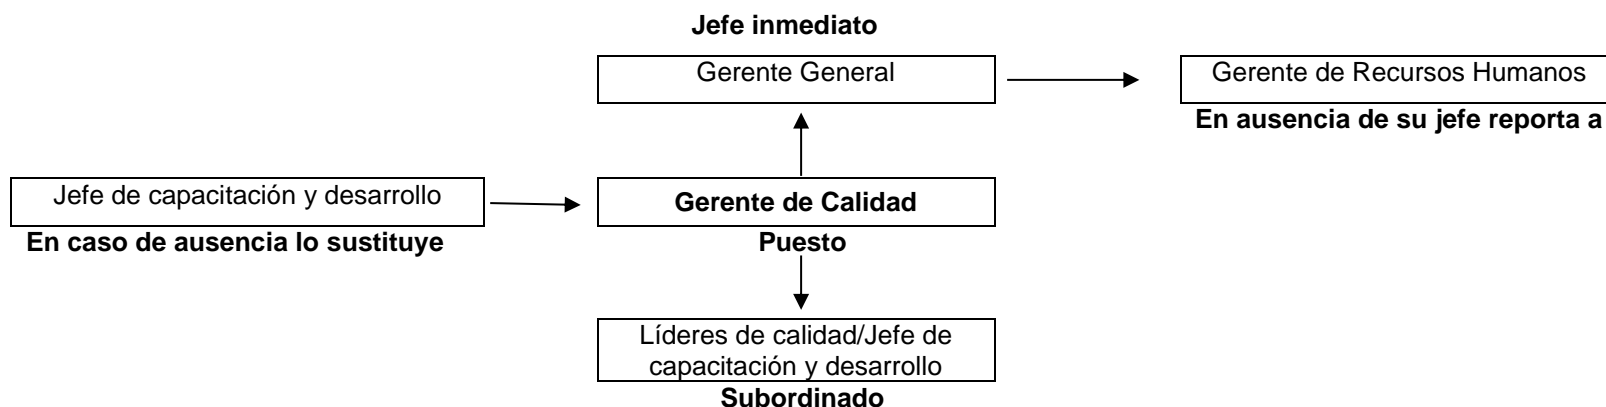 Jefe inmediato
Gerente General
Gerente de Recursos Humanos
En ausencia de su jefe reporta a
Jefe de capacitación y desarrollo
Gerente de Calidad
En caso de ausencia lo sustituye
Puesto
Líderes de calidad/Jefe de
capacitación y desarrollo
Subordinado